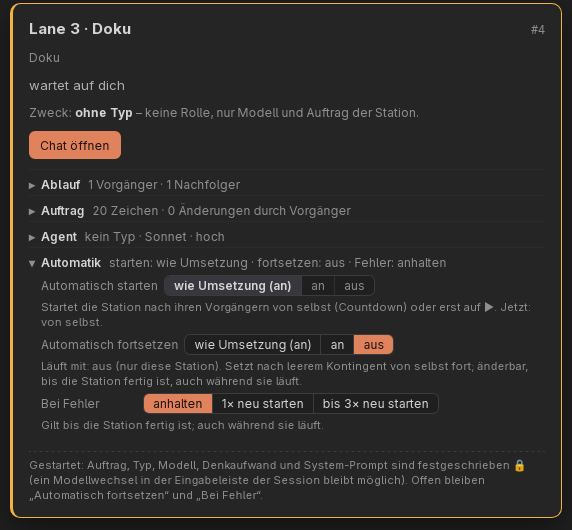 Lane 3 · Doku #4
Doku
wartet auf dich
Zweck: ohne Typ – keine Rolle, nur Modell und Auftrag der Station.
Chat öffnen
▸ Ablauf 1 Vorgänger · 1 Nachfolger
▸ Auftrag 20 Zeichen · 0 Änderungen durch Vorgänger
▸ Agent kein Typ · Sonnet · hoch
▾ Automatik starten: wie Umsetzung · fortsetzen: aus · Fehler: anhalten
Automatisch starten wie Umsetzung (an) an aus
Startet die Station nach ihren Vorgängern von selbst (Countdown) oder erst auf ▶. Jetzt:
von selbst.
Automatisch fortsetzen wie Umsetzung (an) an aus
Läuft mit: aus (nur diese Station). Setzt nach leerem Kontingent von selbst fort; änderbar,
bis die Station fertig ist, auch während sie läuft.
Bei Fehler anhalten 1× neu starten bis 3× neu starten
Gilt bis die Station fertig ist; auch während sie läuft.
Gestartet: Auftrag, Typ, Modell, Denkaufwand und System-Prompt sind festgeschrieben 🔒
(ein Modellwechsel in der Eingabeleiste der Session bleibt möglich). Offen bleiben
„Automatisch fortsetzen“ und „Bei Fehler“.